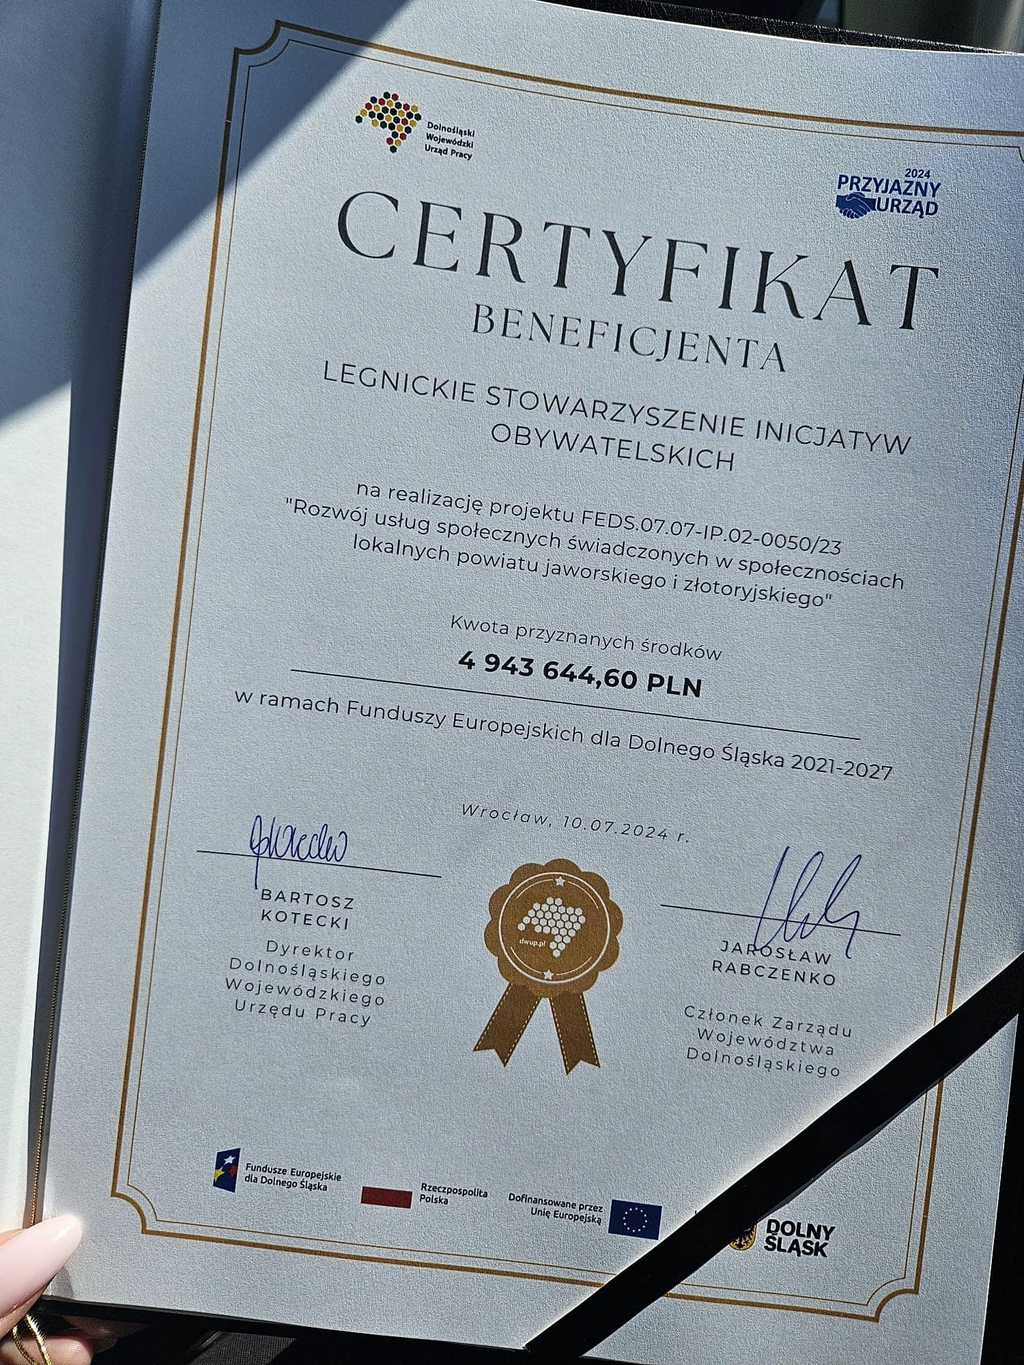 Dolnośląski
Wojewódzki
Urząd Pracy
2024
PRZYJAZNY
URZĄD
CERTYFIKAT
BENEFICJENTA
LEGNICKIE STOWARZYSZENIE INICJATYW
OBYWATELSKICH
na realizację projektu FEDS.07.07-IP.02-0050/23
"Rozwój usług społecznych świadczonych w społecznościach
lokalnych powiatu jaworskiego i złotoryjskiego"
Kwota przyznanych środków
4 943 644,60 PLN
w ramach Funduszy Europejskich dla Dolnego Śląska 2021-2027
Wrocław, 10.07.2024 r.
BARTOSZ
KOTECKI
Dyrektor
Dolnośląskiego
Wojewódzkiego
Urzędu Pracy
dwup.pl
JAROSŁAW
RABCZENKO
Członek Zarządu
Województwa
Dolnośląskiego
Fundusze Europejskie
dla Dolnego Śląska
Rzeczpospolita
Polska
Dofinansowane przez
Unię Europejską
DOLNY
ŚLĄSK